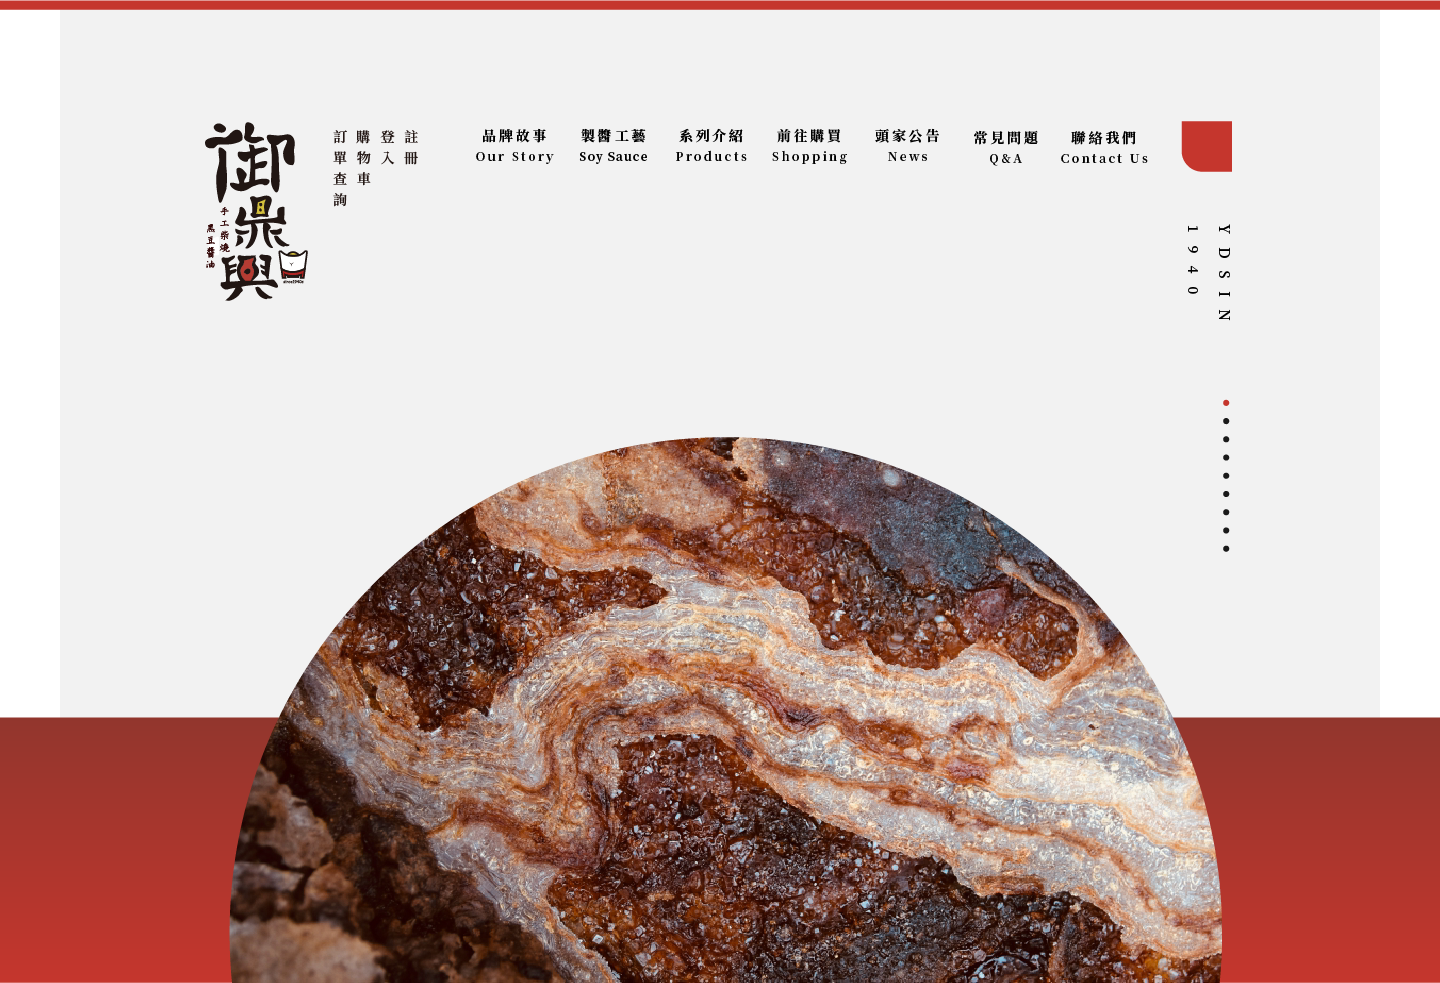 御鼎興
手工柴燒
黑豆醬油
since1940s
註冊
登入
購物車
訂單查詢
品牌故事
Our Story
製醬工藝
Soy Sauce
系列介紹
Products
前往購買
Shopping
頭家公告
News
常見問題
Q&A
聯絡我們
Contact Us
YDSIN
1940